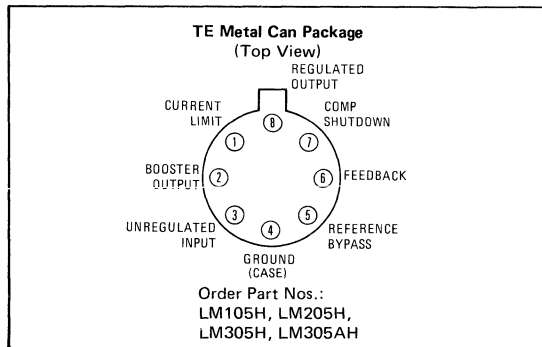 TE Metal Can Package
(Top View)
REGULATED
OUTPUT
CURRENT
LIMIT
COMP
SHUTDOWN
8
1
7
BOOSTER
OUTPUT
2
6
FEEDBACK
UNREGULATED
INPUT
3
5
REFERENCE
BYPASS
4
GROUND
(CASE)
Order Part Nos.:
LM105H, LM205H,
LM305H, LM305AH